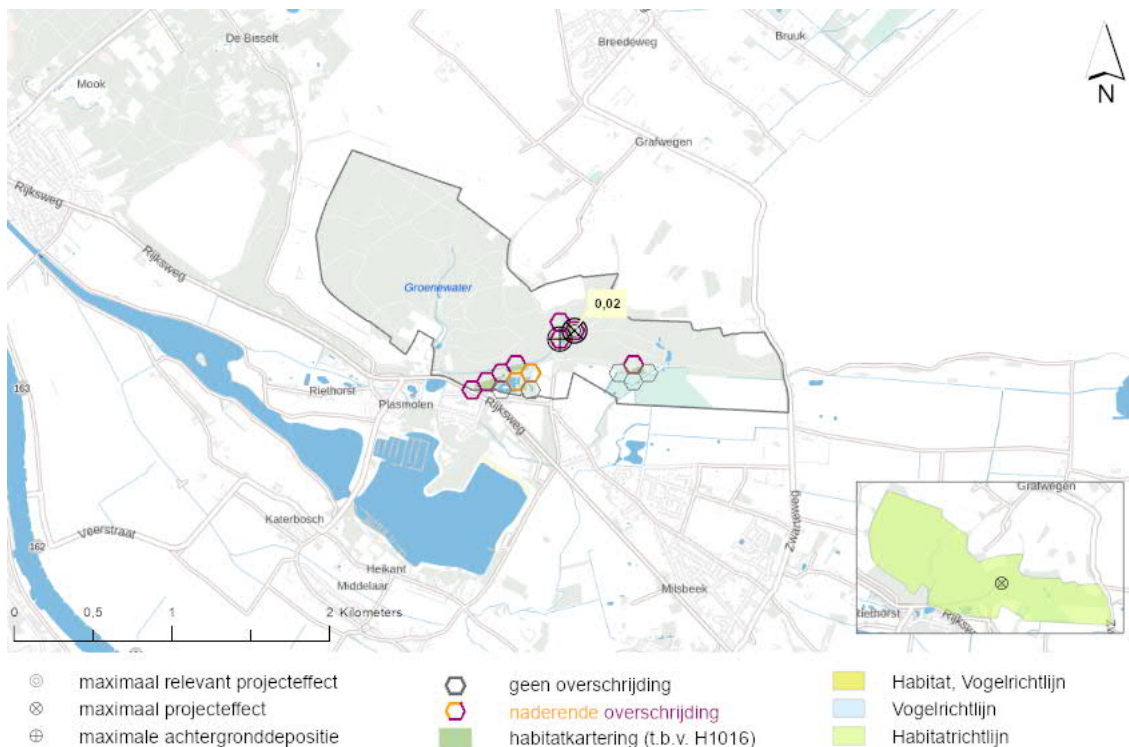 De Bisselt
Breedeweg
Bruuk
Mook
N
Grafwegen
Rijksweg
Rijksweg
Groenewater
0,02
163
Riethorst
Plasmolen
Rijksweg
Grafwegen
Zwarteweg
Katerbosch
Veerstraat
162
Heikant
Milsbeek
Middelaar
Riethorst
Rijksweg
Zw
0 0,5 1 2 Kilometers
maximaal relevant projecteffect
geen overschrijding
Habitat, Vogelrichtlijn
maximaal projecteffect
naderende overschrijding
Vogelrichtlijn
maximale achtergronddepositie
habitatkartering (t.b.v. H1016)
Habitatrichtlijn